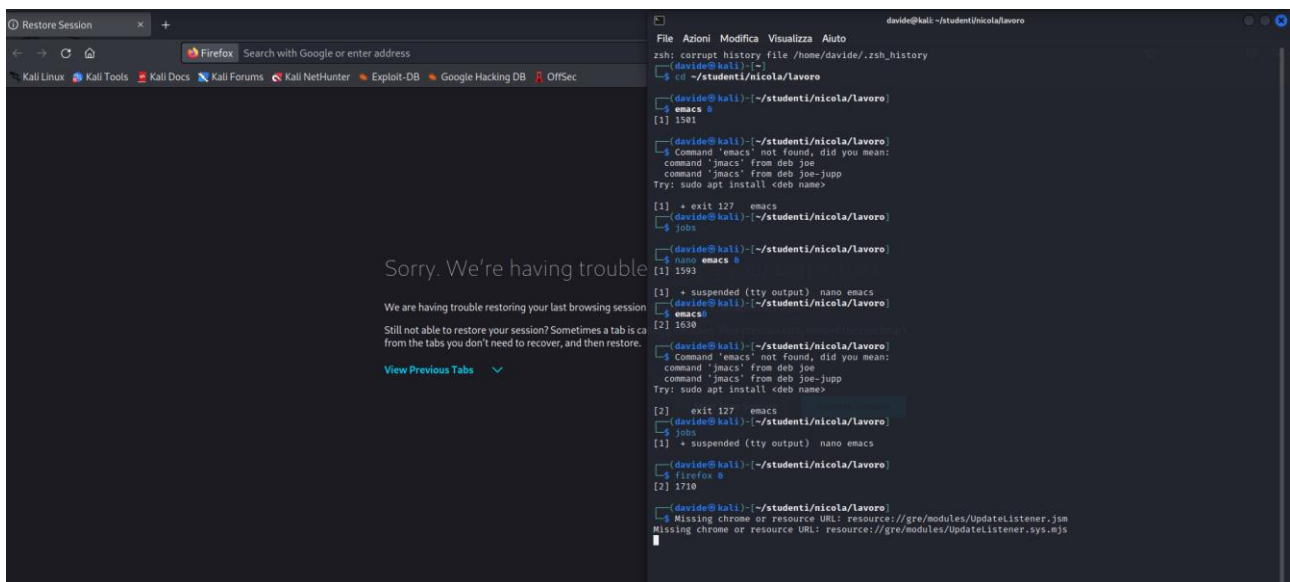 Restore Session × +
Firefox Search with Google or enter address
Kali Linux Kali Tools Kali Docs Kali Forums Kali NetHunter Exploit-DB Google Hacking DB OffSec
Sorry. We're having trouble
We are having trouble restoring your last browsing session
Still not able to restore your session? Sometimes a tab is ca
from the tabs you don't need to recover, and then restore.
View Previous Tabs
davide@kali: ~/studenti/nicola/lavoro
File Azioni Modifica Visualizza Aiuto
zsh: corrupt history file /home/davide/.zsh_history
┌──(davide㉿kali)-[~]
└─$ cd ~/studenti/nicola/lavoro
┌──(davide㉿kali)-[~/studenti/nicola/lavoro]
└─$ emacs &
[1] 1501
┌──(davide㉿kali)-[~/studenti/nicola/lavoro]
└─$ Command 'emacs' not found, did you mean:
command 'jmacs' from deb joe
command 'jmacs' from deb joe-jupp
Try: sudo apt install <deb name>
[1] + exit 127 emacs
┌──(davide㉿kali)-[~/studenti/nicola/lavoro]
└─$ jobs
┌──(davide㉿kali)-[~/studenti/nicola/lavoro]
└─$ nano emacs &
[1] 1593
[1] + suspended (tty output) nano emacs
┌──(davide㉿kali)-[~/studenti/nicola/lavoro]
└─$ emacs&
[2] 1630
┌──(davide㉿kali)-[~/studenti/nicola/lavoro]
└─$ Command 'emacs' not found, did you mean:
command 'jmacs' from deb joe
command 'jmacs' from deb joe-jupp
Try: sudo apt install <deb name>
[2] exit 127 emacs
┌──(davide㉿kali)-[~/studenti/nicola/lavoro]
└─$ jobs
[1] + suspended (tty output) nano emacs
┌──(davide㉿kali)-[~/studenti/nicola/lavoro]
└─$ firefox &
[2] 1710
┌──(davide㉿kali)-[~/studenti/nicola/lavoro]
└─$ Missing chrome or resource URL: resource://gre/modules/UpdateListener.jsm
Missing chrome or resource URL: resource://gre/modules/UpdateListener.sys.mjs